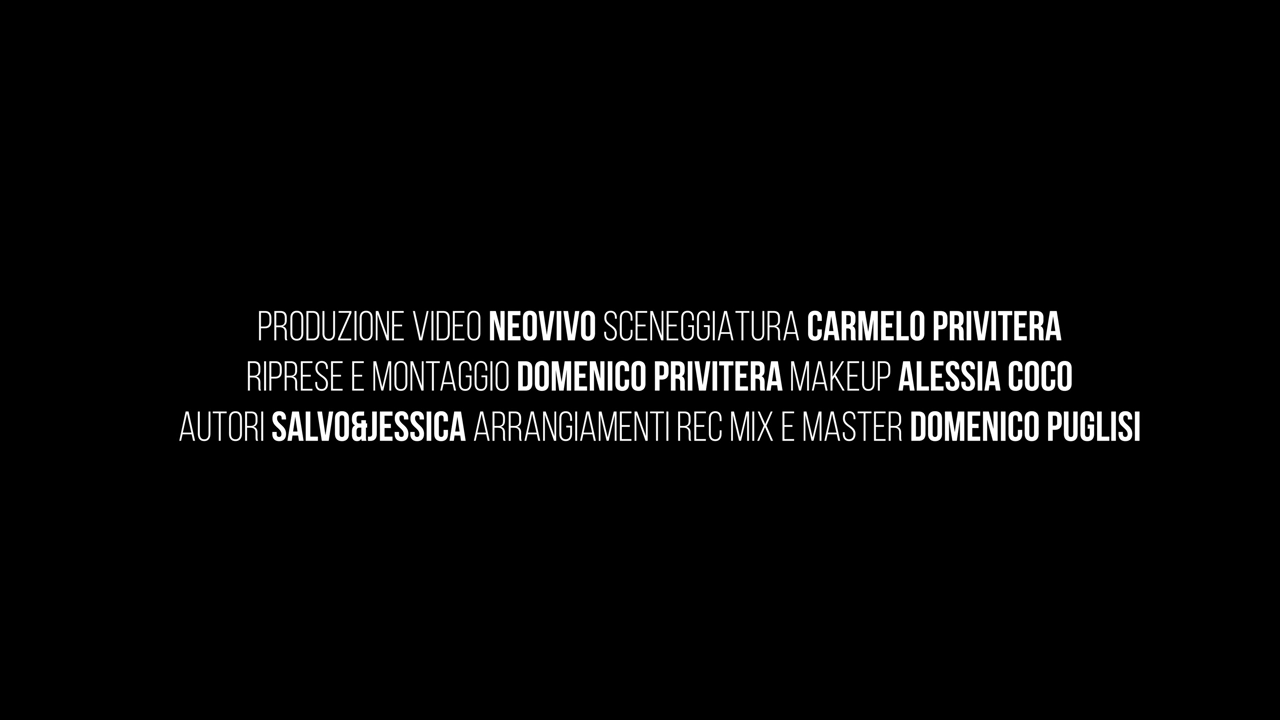 PRODUZIONE VIDEO NEOVIVO SCENEGGIATURA CARMELO PRIVITERA
RIPRESE E MONTAGGIO DOMENICO PRIVITERA MAKEUP ALESSIA COCO
AUTORI SALVO&JESSICA ARRANGIAMENTI REC MIX E MASTER DOMENICO PUGLISI